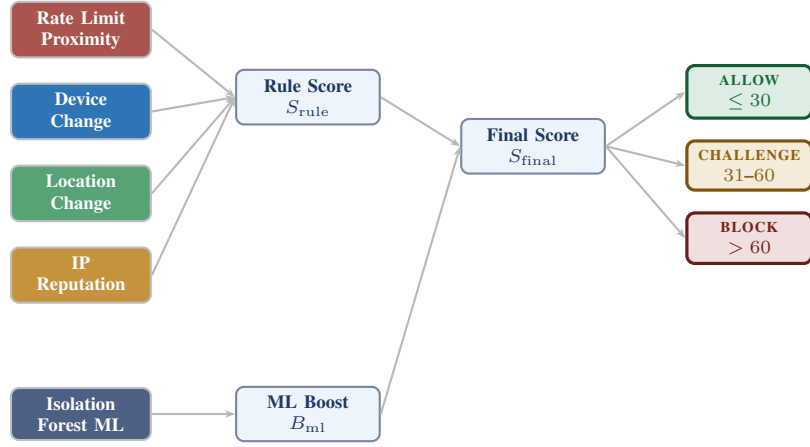 Rate Limit
Proximity
Device
Change
Location
Change
IP
Reputation
Isolation
Forest ML
Rule Score
S_rule
ML Boost
B_ml
Final Score
S_final
ALLOW
≤ 30
CHALLENGE
31–60
BLOCK
> 60